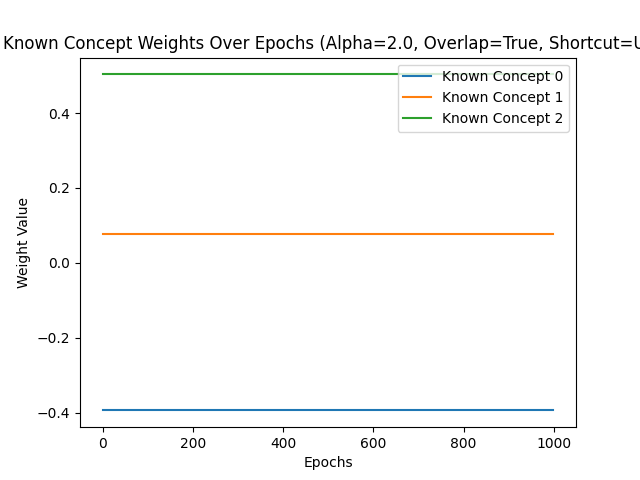 Known Concept Weights Over Epochs (Alpha=2.0, Overlap=True, Shortcut=U
Known Concept 0
Known Concept 1
Known Concept 2
Weight Value
0.4
0.2
0.0
−0.2
−0.4
0
200
400
600
800
1000
Epochs